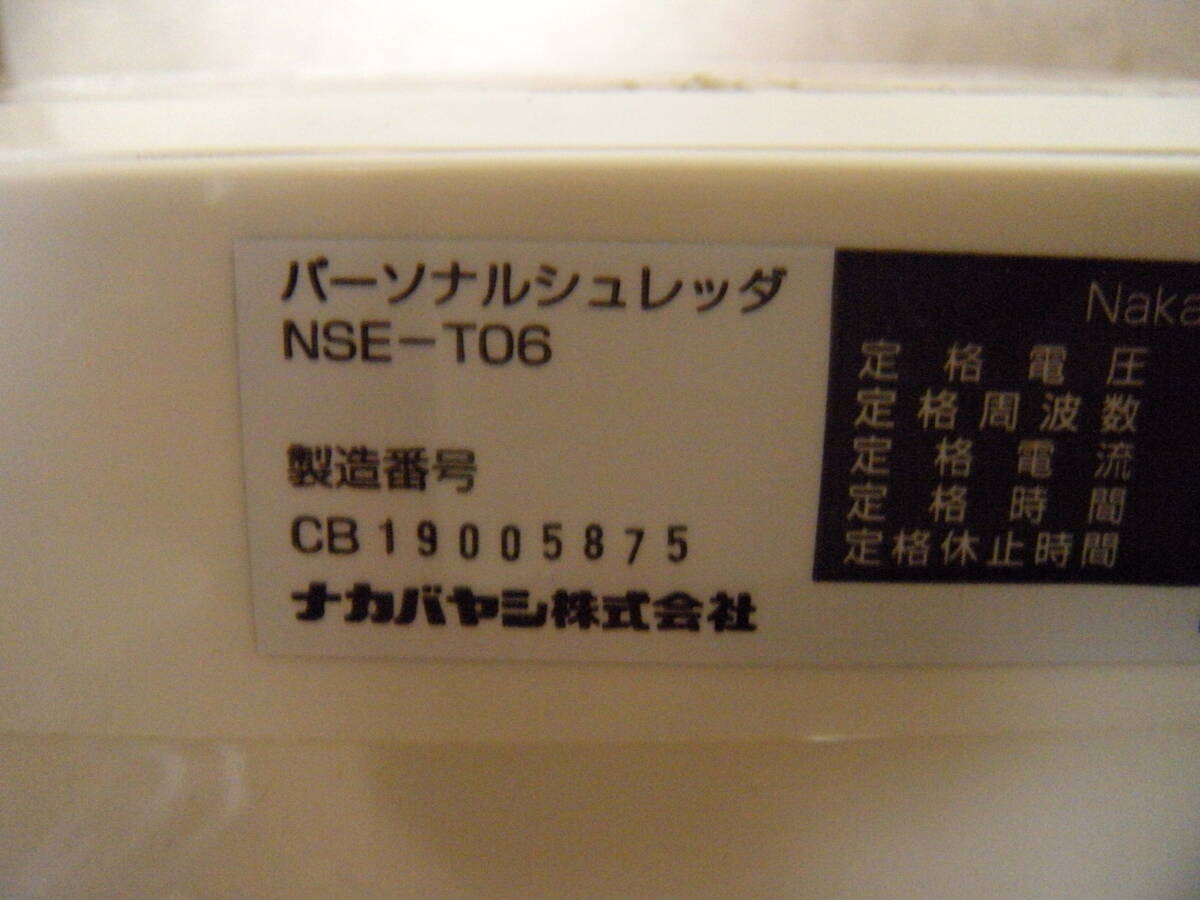 パーソナルシュレッダ
NSE-T06
製造番号
CB19005875
ナカバヤシ株式会社
Naka
定格電圧
定格周波数
定格電流
定格時間
定格休止時間